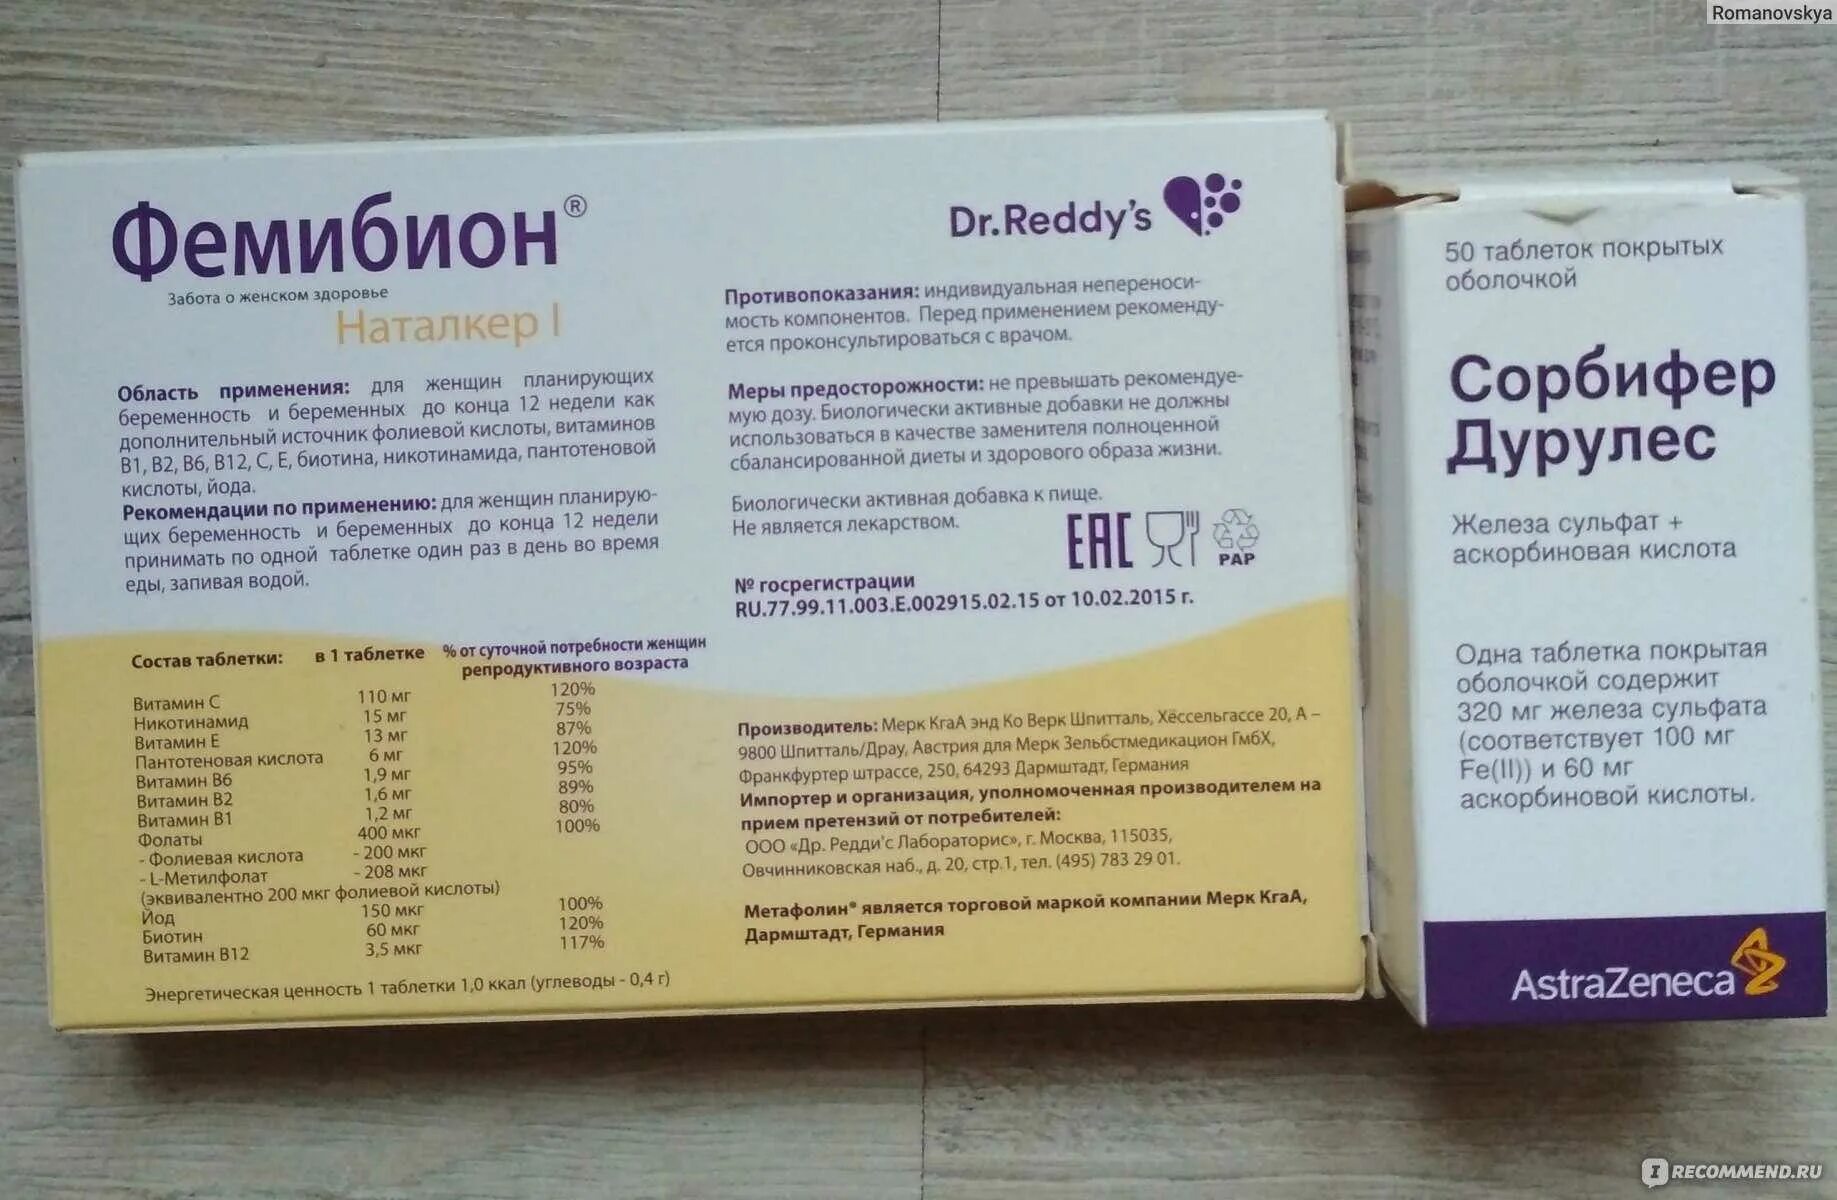 Romanovskya
Фемибион®
Забота о женском здоровье
Наталкер I
Область применения: для женщин планирующих
беременность и беременных до конца 12 недели как
дополнительный источник фолиевой кислоты, витаминов
В1, В2, В6, В12, С, Е, биотина, никотинамида, пантотеновой
кислоты, йода.
Рекомендации по применению: для женщин планирую-
щих беременность и беременных до конца 12 недели
принимать по одной таблетке один раз в день во время
еды, запивая водой.
Состав таблетки: в 1 таблетке % от суточной потребности женщин
репродуктивного возраста
Витамин С 110 мг 120%
Никотинамид 15 мг 75%
Витамин Е 13 мг 87%
Пантотеновая кислота 6 мг 120%
Витамин В6 1,9 мг 95%
Витамин В2 1,6 мг 89%
Витамин В1 1,2 мг 80%
Фолаты 400 мкг 100%
- Фолиевая кислота - 200 мкг
- L-Метилфолат - 208 мкг
(эквивалентно 200 мкг фолиевой кислоты)
Йод 150 мкг 100%
Биотин 60 мкг 120%
Витамин В12 3,5 мкг 117%
Энергетическая ценность 1 таблетки 1,0 ккал (углеводы - 0,4 г)
Dr.Reddy's
Противопоказания: индивидуальная непереноси-
мость компонентов. Перед применением рекоменду-
ется проконсультироваться с врачом.
Меры предосторожности: не превышать рекомендуе-
мую дозу. Биологически активные добавки не должны
использоваться в качестве заменителя полноценной
сбалансированной диеты и здорового образа жизни.
Биологически активная добавка к пище.
Не является лекарством.
ЕАС
PAP
№ госрегистрации
RU.77.99.11.003.Е.002915.02.15 от 10.02.2015 г.
Производитель: Мерк КгаА энд Ко Верк Шпитталь, Хёссельгассе 20, А –
9800 Шпитталь/Драу, Австрия для Мерк Зельбстмедикацион ГмбХ,
Франкфуртер штрассе, 250, 64293 Дармштадт, Германия
Импортер и организация, уполномоченная производителем на
прием претензий от потребителей:
ООО «Др. Редди'с Лабораторис», г. Москва, 115035,
Овчинниковская наб., д. 20, стр.1, тел. (495) 783 29 01.
Метафолин® является торговой маркой компании Мерк КгаА,
Дармштадт, Германия
50 таблеток покрытых
оболочкой
Сорбифер
Дурулес
Железа сульфат +
аскорбиновая кислота
Одна таблетка покрытая
оболочкой содержит
320 мг железа сульфата
(соответствует 100 мг
Fe(II)) и 60 мг
аскорбиновой кислоты.
AstraZeneca
IRECOMMEND.RU